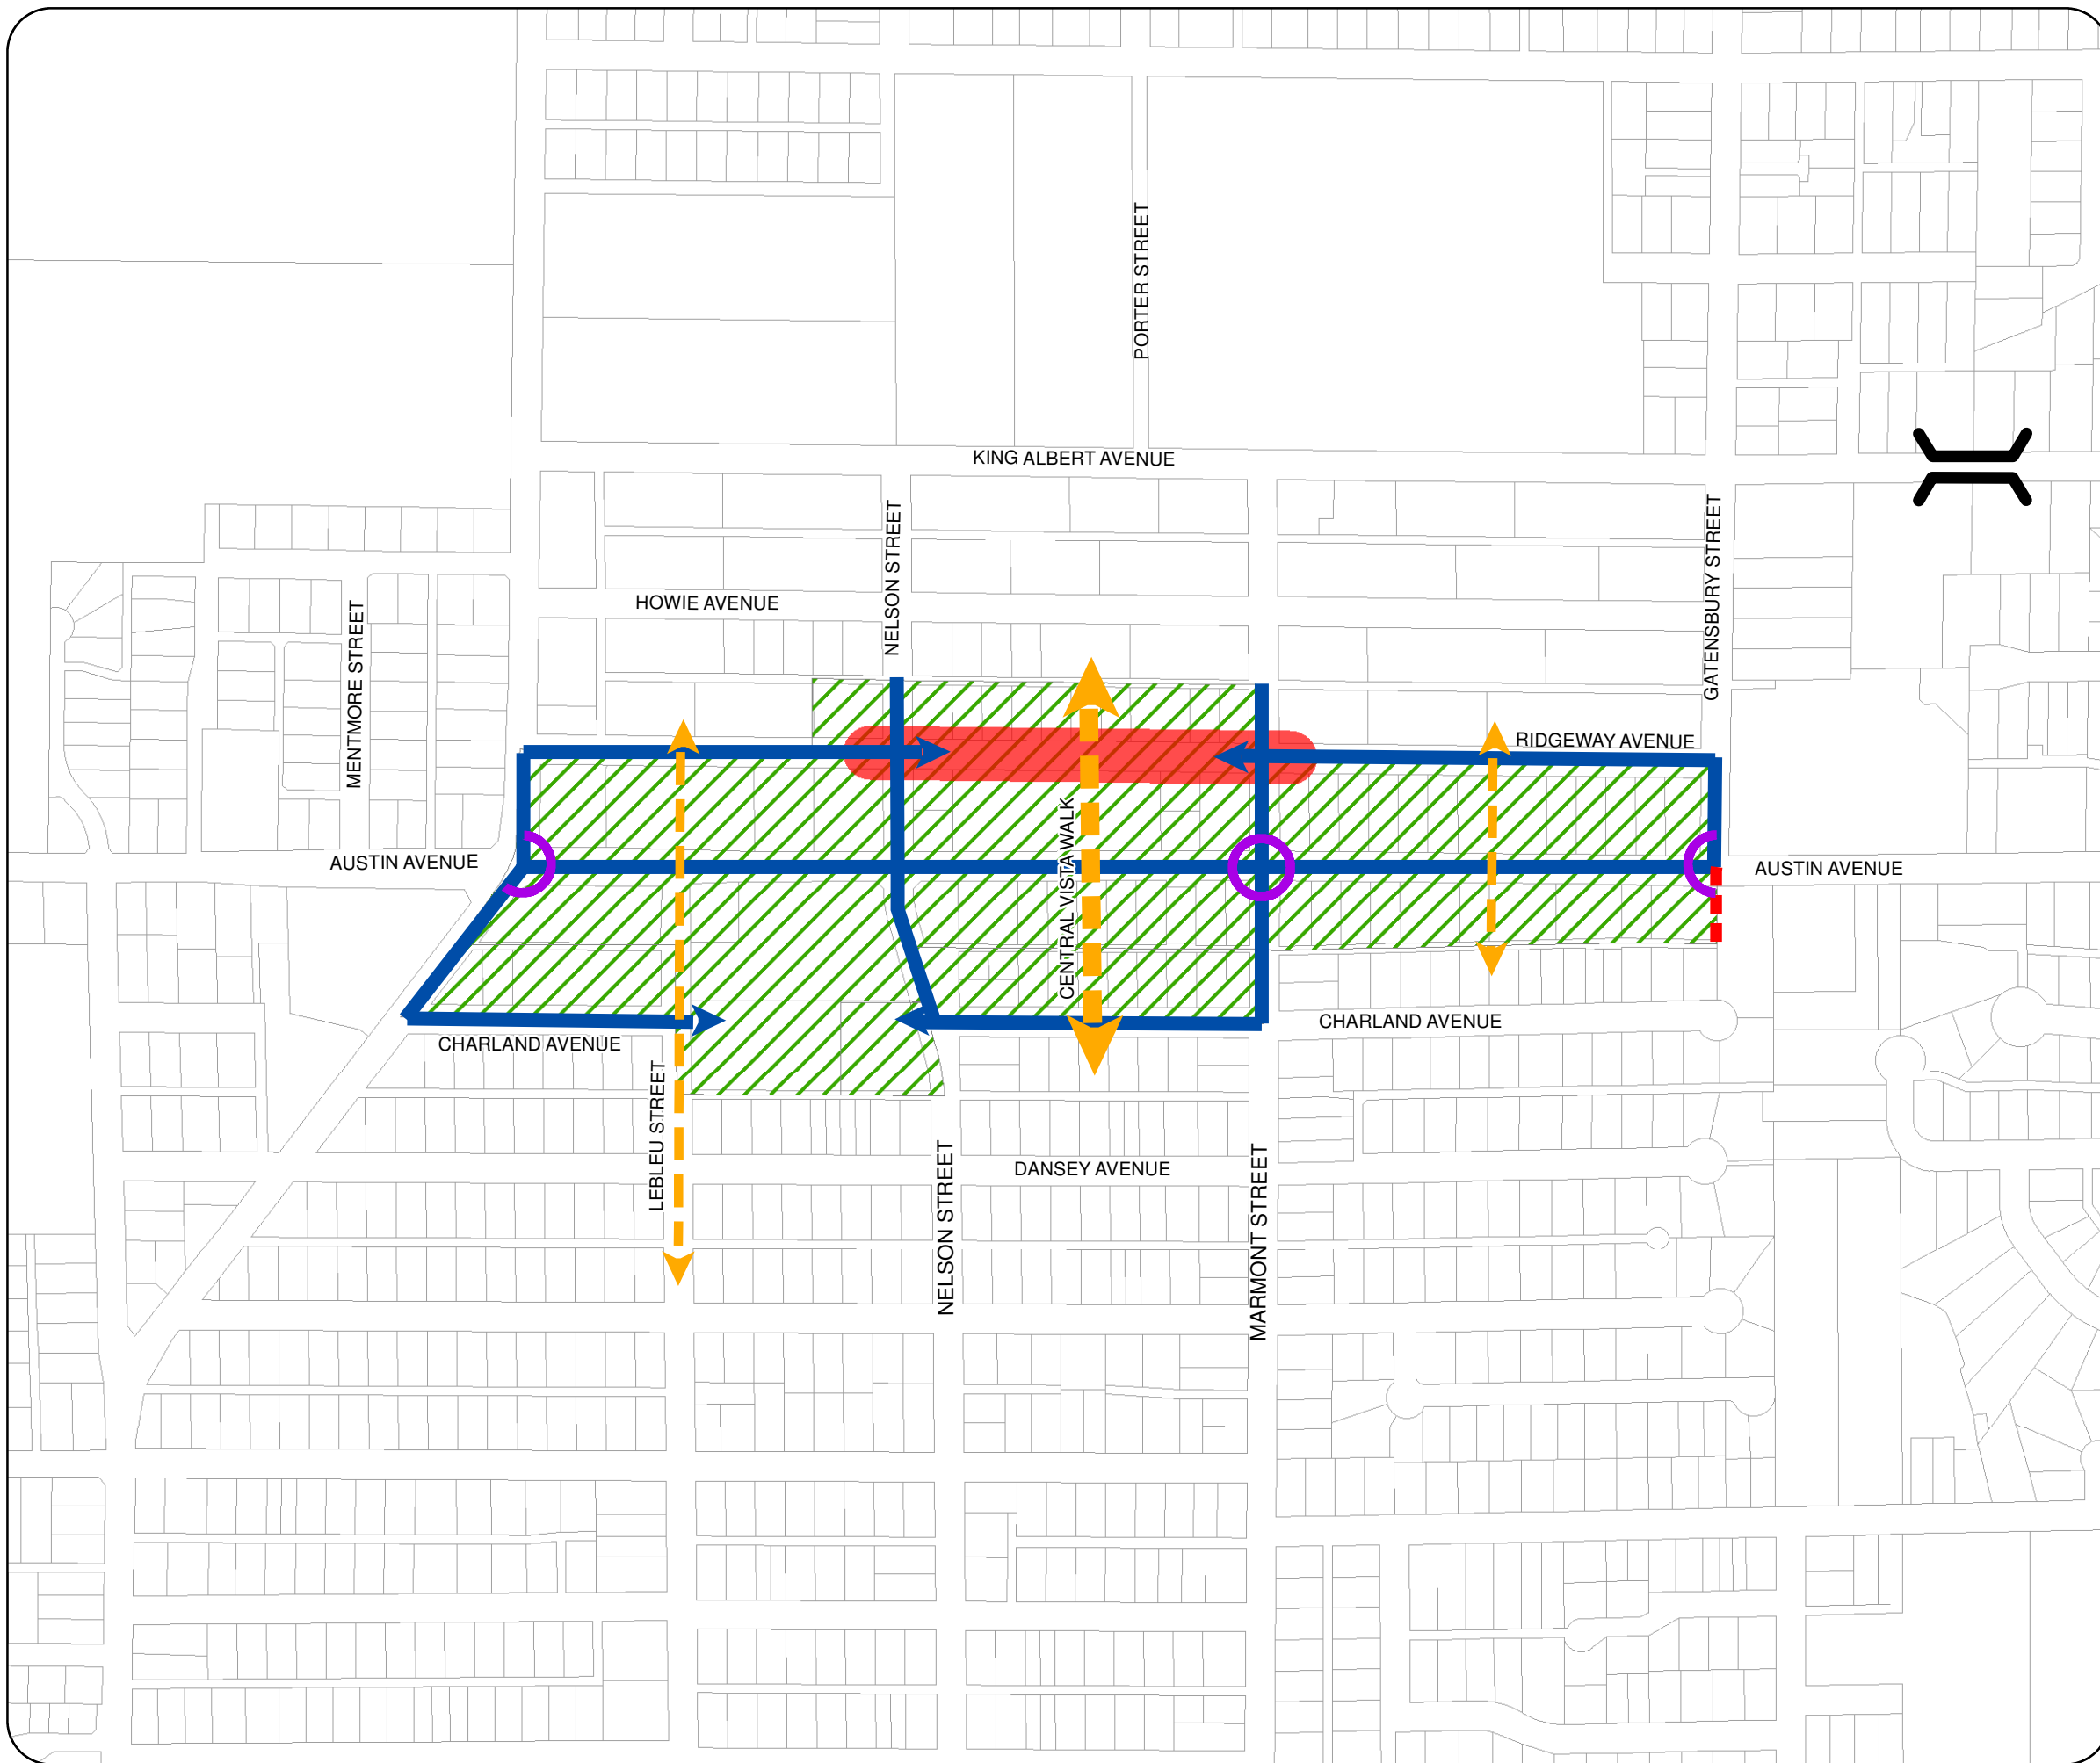 PORTER STREET
KING ALBERT AVENUE
NELSON STREET
GATENSBURY STREET
HOWIE AVENUE
MENTMORE STREET
RIDGEWAY AVENUE
CENTRAL VISTA WALK
AUSTIN AVENUE
AUSTIN AVENUE
CHARLAND AVENUE
CHARLAND AVENUE
LEBLEU STREET
NELSON STREET
MARMONT STREET
DANSEY AVENUE